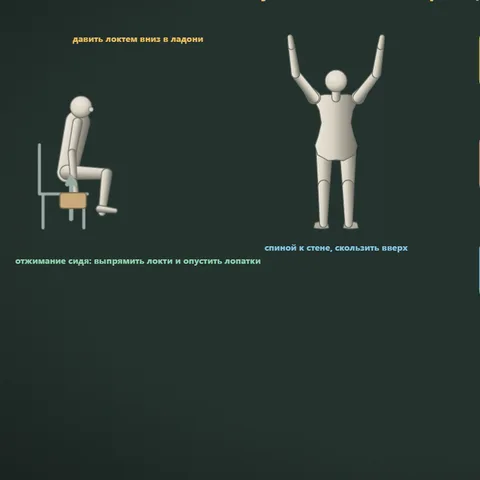 давить локтем вниз в ладони
спиной к стене, скользить вверх
отжимание сидя: выпрямить локти и опустить лопатки